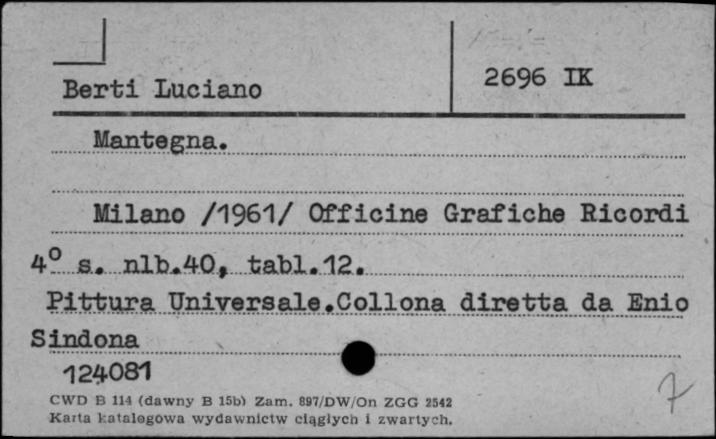 Berti Luciano
2696 IK
Mantegna.
Milano /1961/ Officine Grafiche Ricordi
4° s. nlb.40, tabl.12.
Pittura Universale.Collona diretta da Enio
Sindona
124081
7
CWD B 114 (dawny B 15b) Zam. 897/DW/On ZGG 2542
Karta katalogowa wydawnictw ciągłych i zwartych.